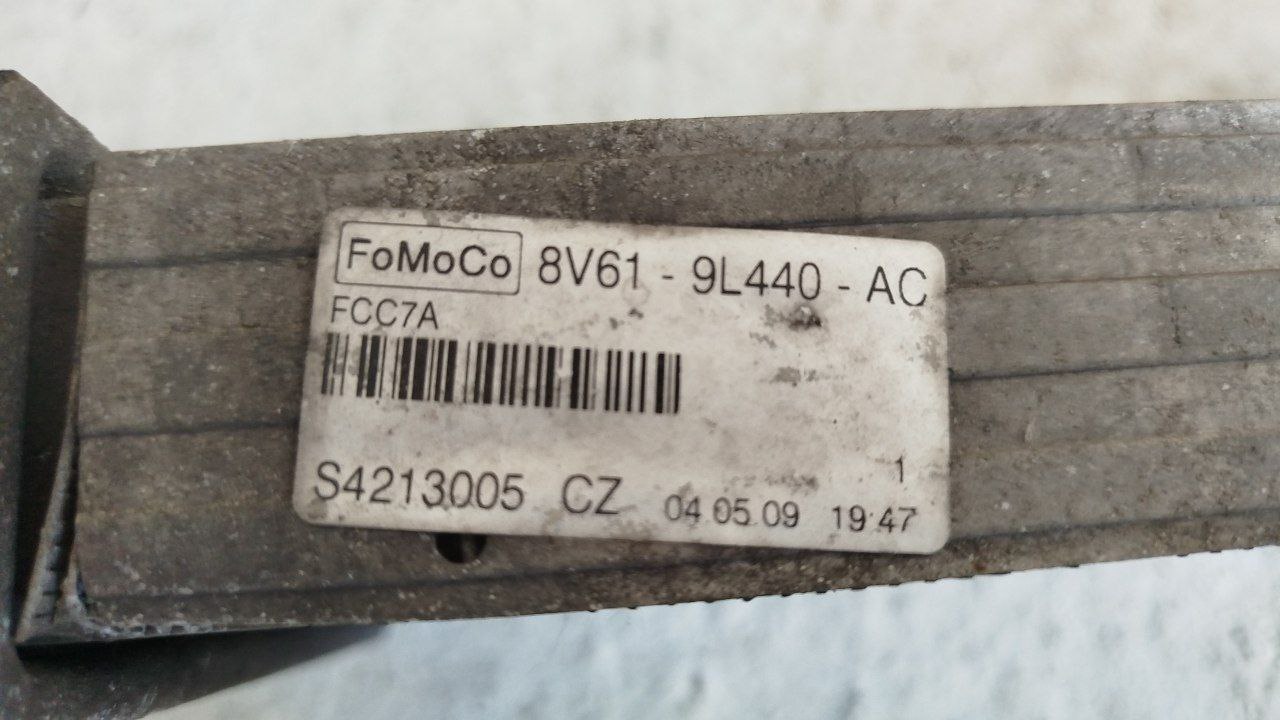 FoMoCo 8V61 - 9L440 - AC
FCC7A
1
S4213005 CZ 04.05.09 19:47